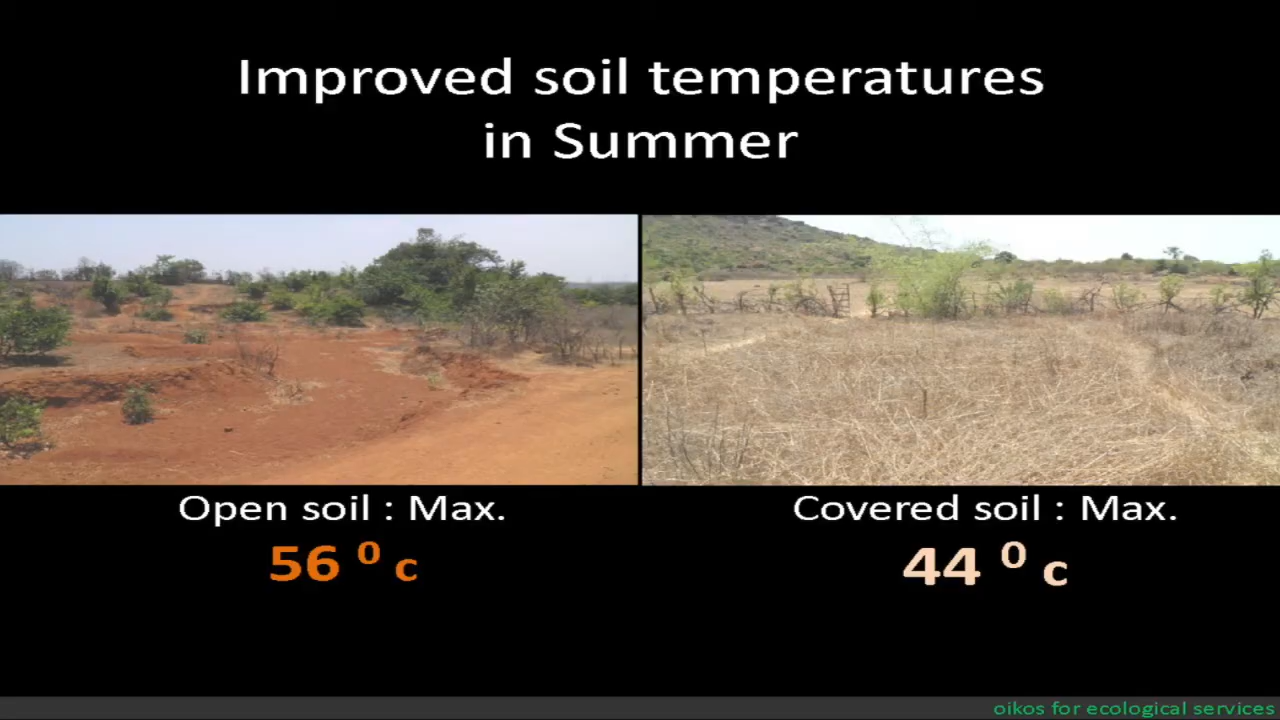 Improved soil temperatures
in Summer
Open soil : Max.
56 ⁰ c
Covered soil : Max.
44 ⁰ c
oikos for ecological services